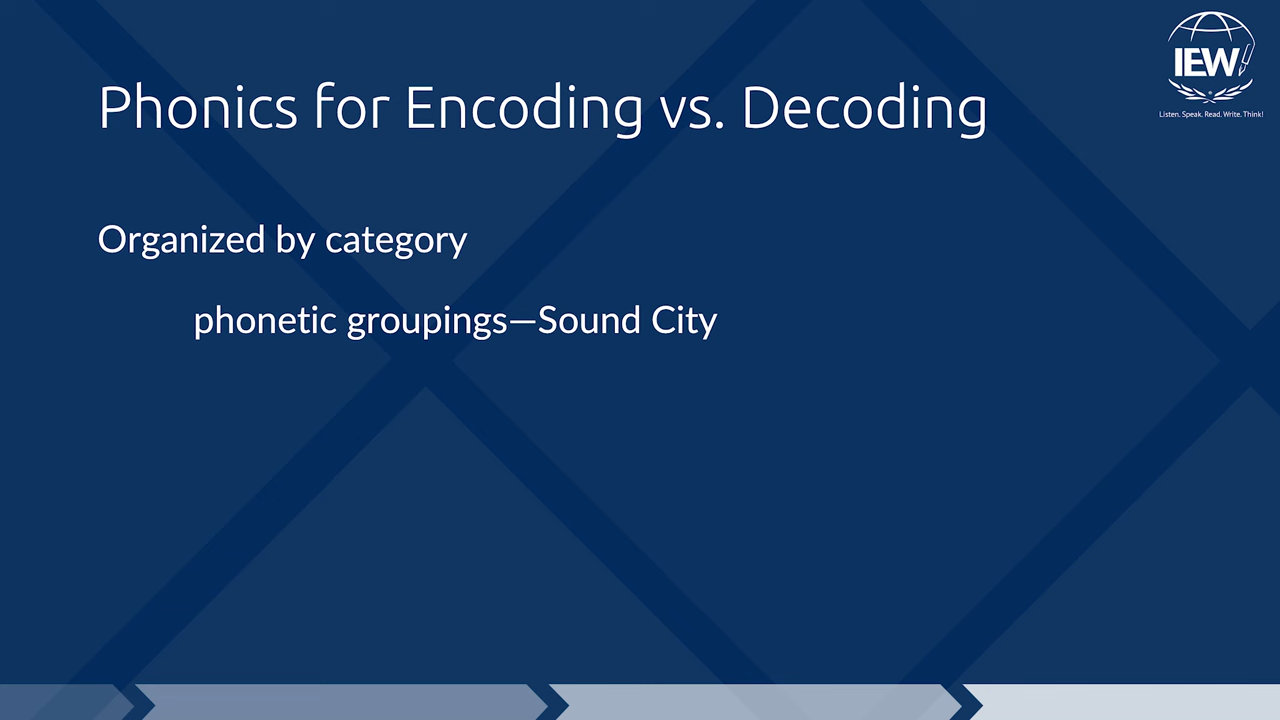 IEW
Listen. Speak. Read. Write. Think!
Phonics for Encoding vs. Decoding
Organized by category
phonetic groupings—Sound City